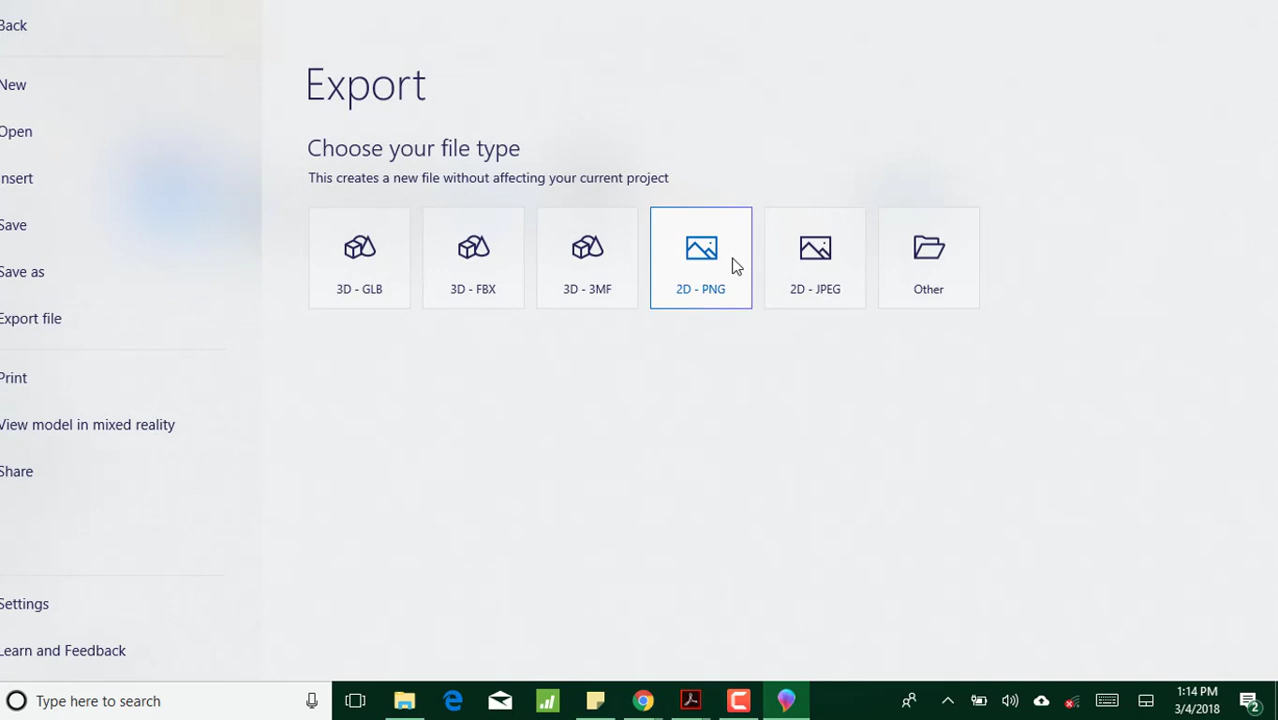 Back
New
Open
nsert
Save
Save as
Export file
Print
View model in mixed reality
Share
Settings
Learn and Feedback
Export
Choose your file type
This creates a new file without affecting your current project
3D - GLB
3D - FBX
3D - 3MF
2D - PNG
2D - JPEG
Other
Type here to search
1:14 PM
3/4/2018
2